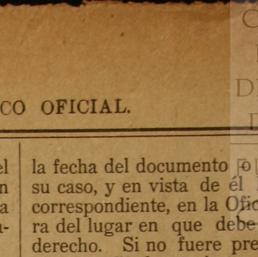 CO OFICIAL.
el
la fecha del documento o
n
su caso, y en vista de él
a
correspondiente, en la Ofic
u-
ra del lugar en que debe
derecho. Si no fuere pre